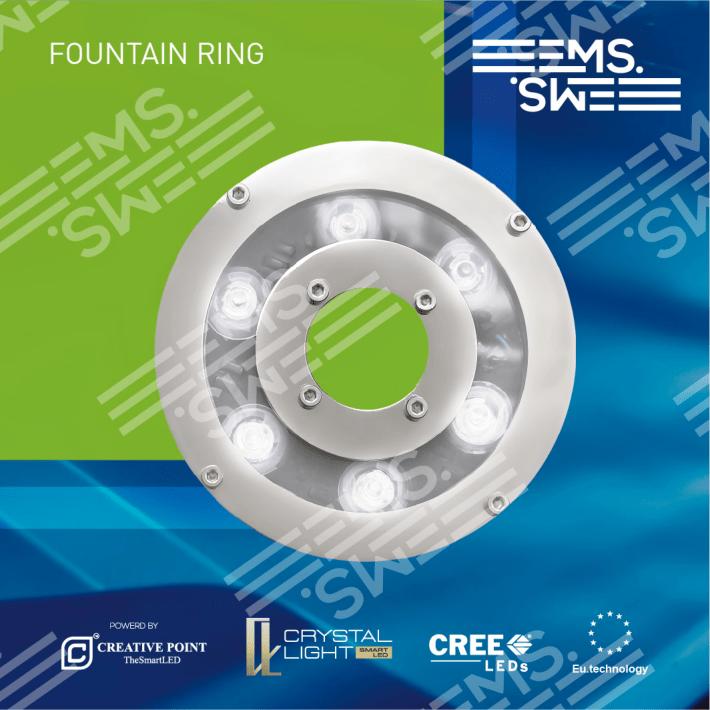 FOUNTAIN RING
EMS.
SWE
POWERD BY
CREATIVE POINT
TheSmartLED
CRYSTAL
LIGHT SMART LED
CREE
LEDs
Eu.technology